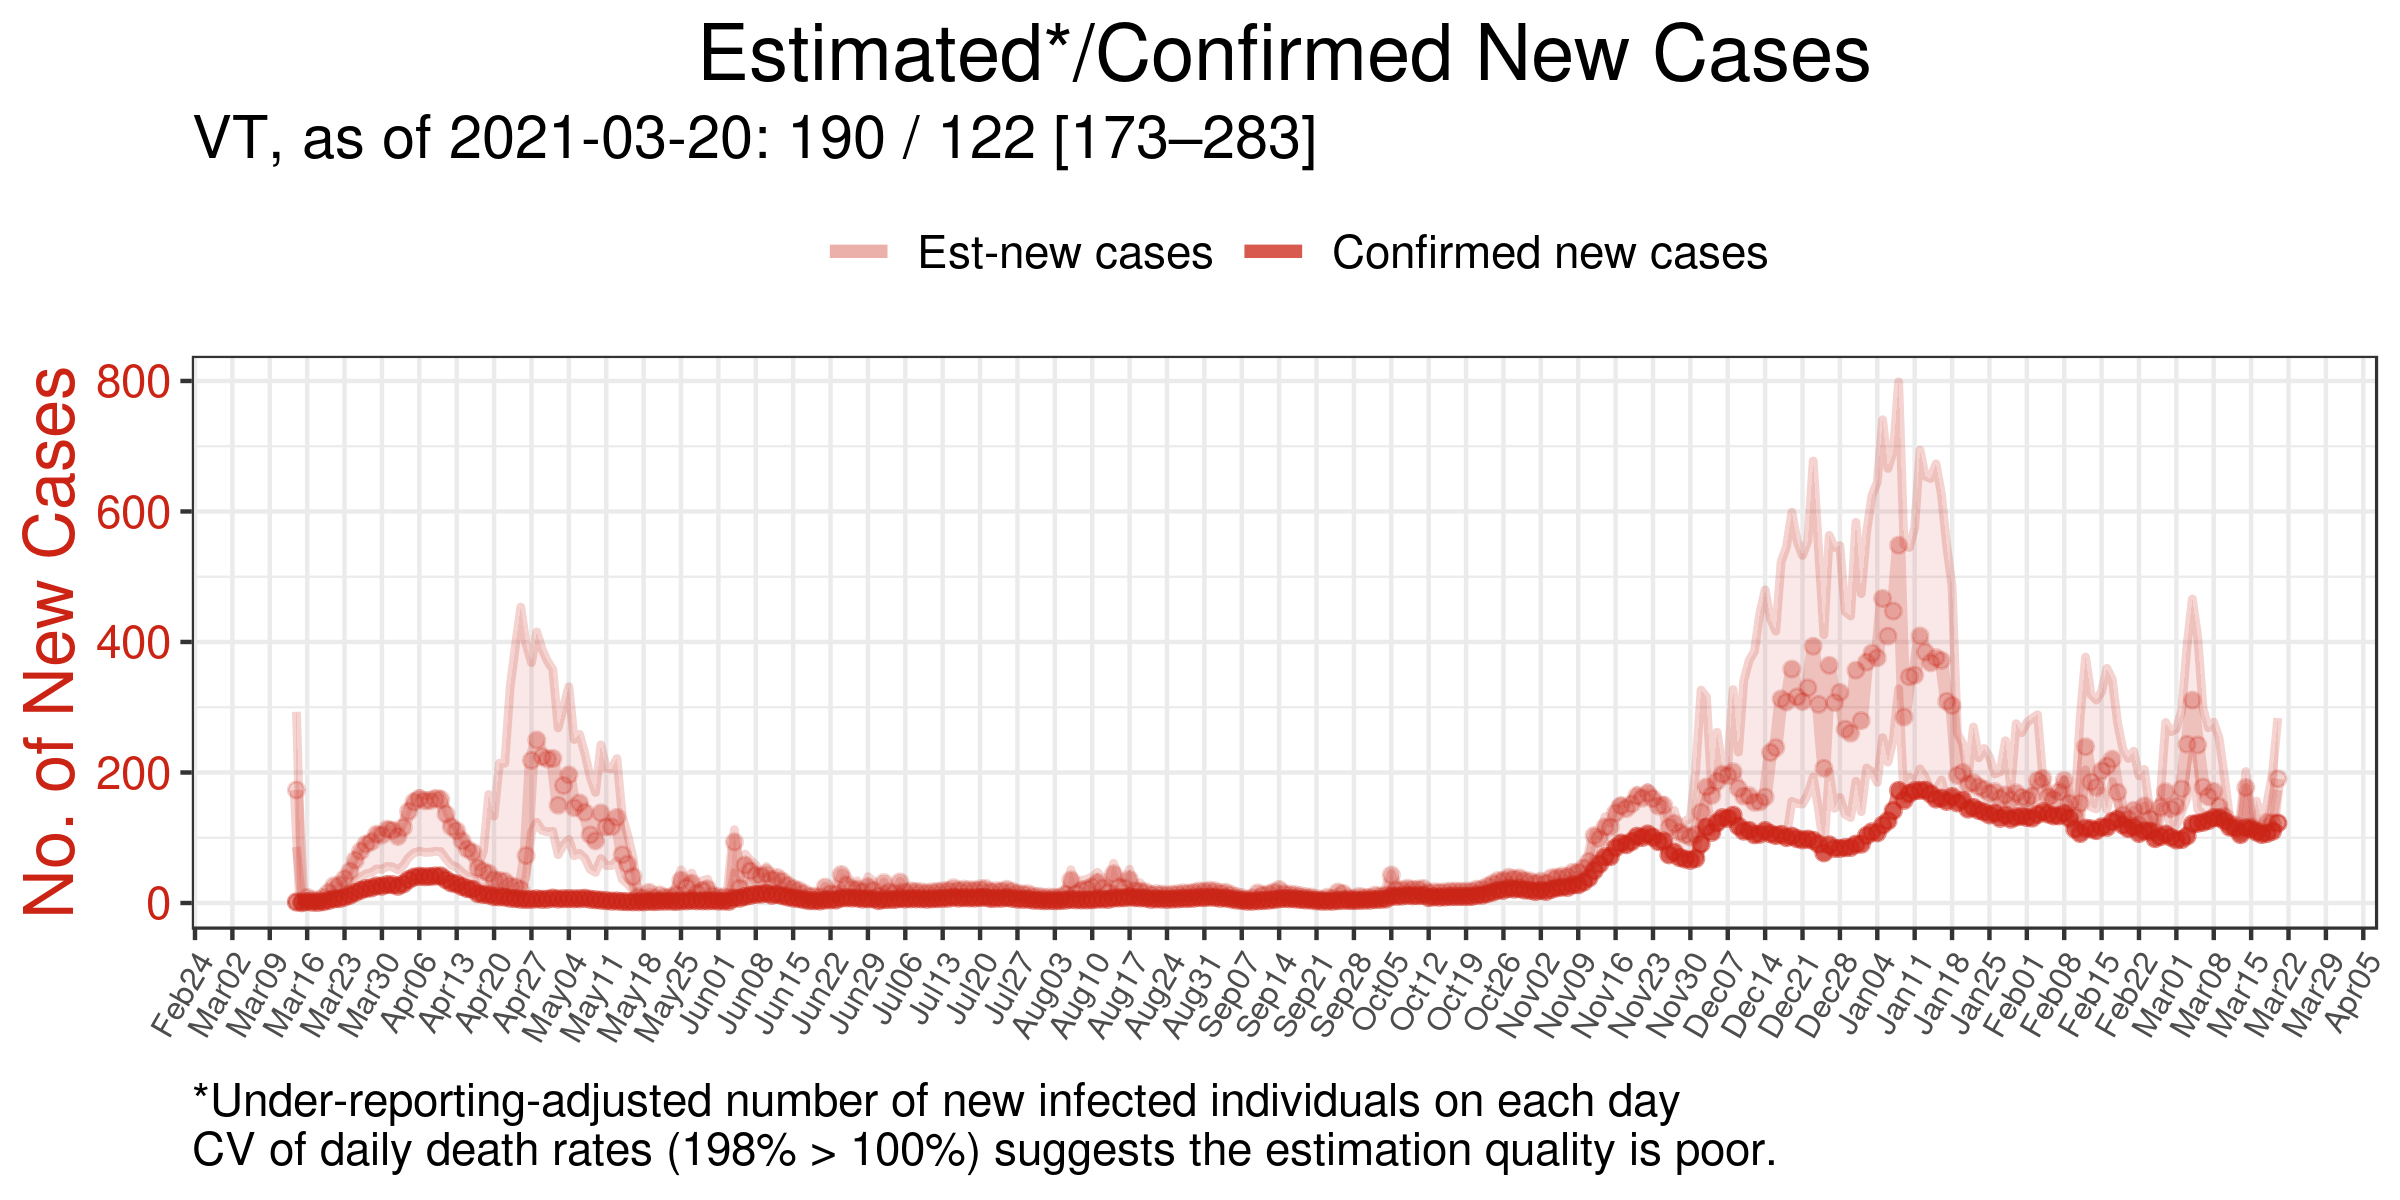 Estimated*/Confirmed New Cases
VT, as of 2021-03-20: 190 / 122 [173–283]
Est-new cases
Confirmed new cases
No. of New Cases
800
600
400
200
0
Feb24
Mar02
Mar09
Mar16
Mar23
Mar30
Apr06
Apr13
Apr20
Apr27
May04
May11
May18
May25
Jun01
Jun08
Jun15
Jun22
Jun29
Jul06
Jul13
Jul20
Jul27
Aug03
Aug10
Aug17
Aug24
Aug31
Sep07
Sep14
Sep21
Sep28
Oct05
Oct12
Oct19
Oct26
Nov02
Nov09
Nov16
Nov23
Nov30
Dec07
Dec14
Dec21
Dec28
Jan04
Jan11
Jan18
Jan25
Feb01
Feb08
Feb15
Feb22
Mar01
Mar08
Mar15
Mar22
Mar29
Apr05
*Under-reporting-adjusted number of new infected individuals on each day
CV of daily death rates (198% > 100%) suggests the estimation quality is poor.